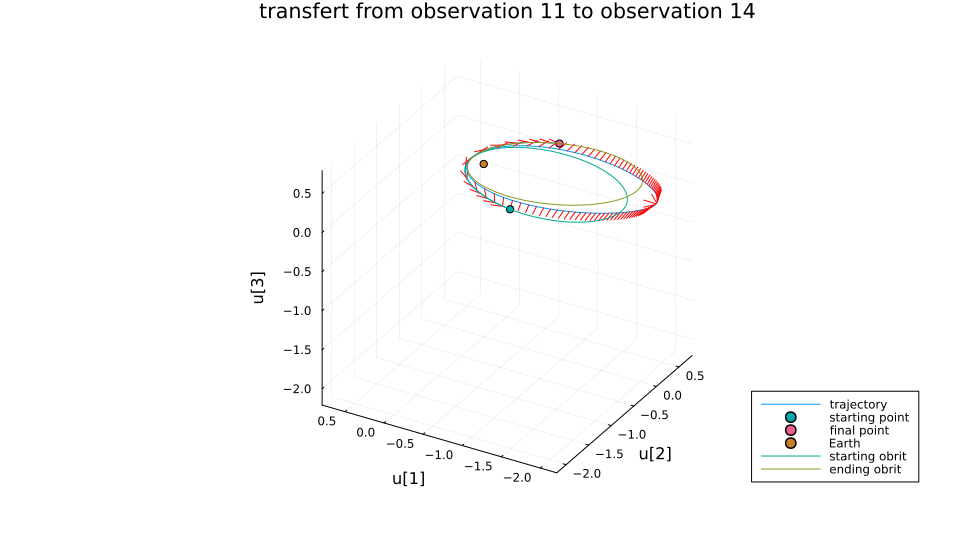 transfert from observation 11 to observation 14
0.5
0.0
−0.5
−1.0
−1.5
−2.0
u[3]
0.5
0.0
−0.5
−1.0
−1.5
−2.0
u[1]
0.5
0.0
−0.5
−1.0
−1.5
−2.0
u[2]
trajectory
starting point
final point
Earth
starting obrit
ending obrit